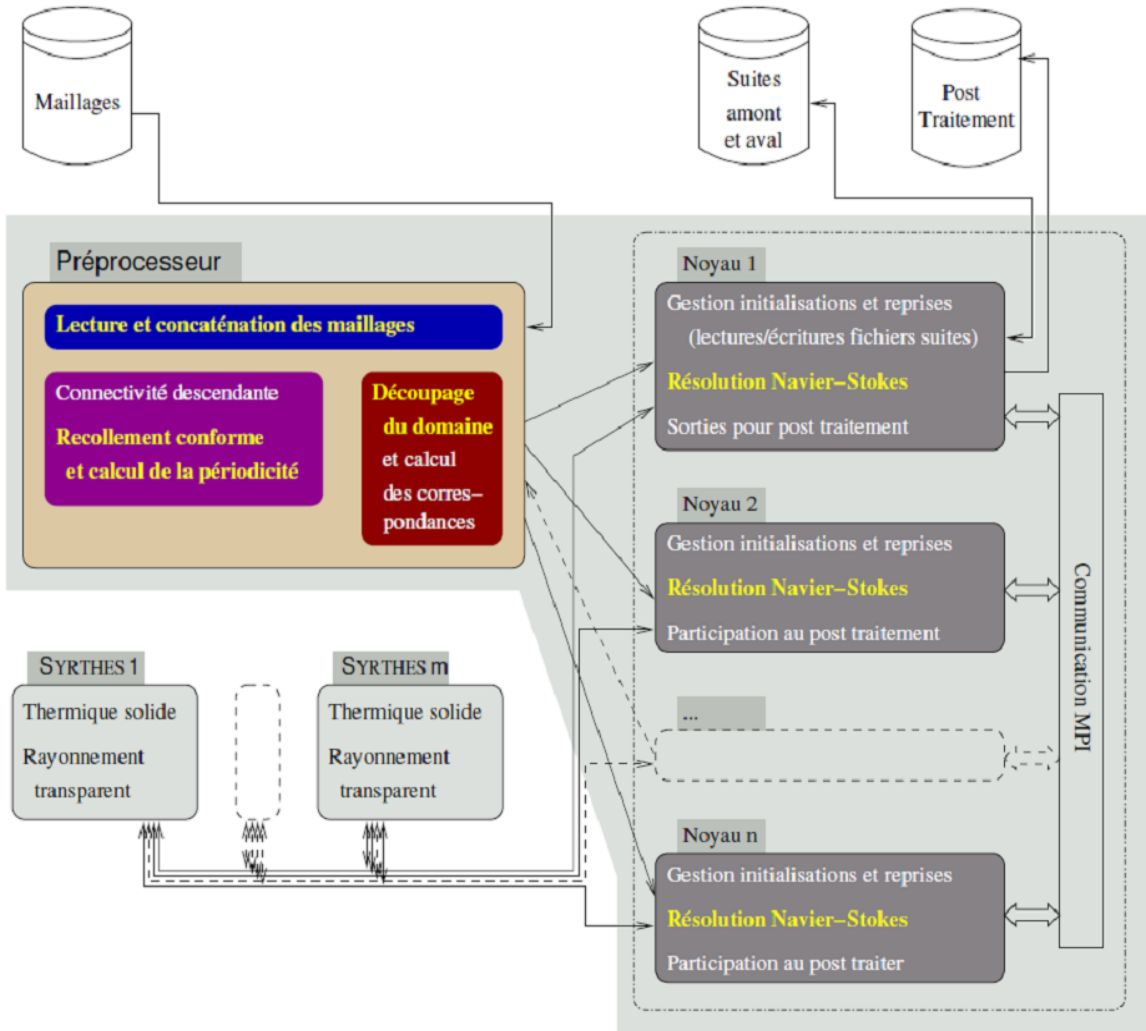 Maillages
Suites
amont
et aval
Post
Traitement
Préprocesseur
Lecture et concaténation des maillages
Connectivité descendante
Recollement conforme
et calcul de la périodicité
Découpage
du domaine
et calcul
des corres-
pondances
Noyau 1
Gestion initialisations et reprises
(lectures/écritures fichiers suites)
Résolution Navier–Stokes
Sorties pour post traitement
Noyau 2
Gestion initialisations et reprises
Résolution Navier–Stokes
Participation au post traitement
...
Noyau n
Gestion initialisations et reprises
Résolution Navier–Stokes
Participation au post traiter
Communication MPI
SYRTHES 1
Thermique solide
Rayonnement
transparent
SYRTHES m
Thermique solide
Rayonnement
transparent